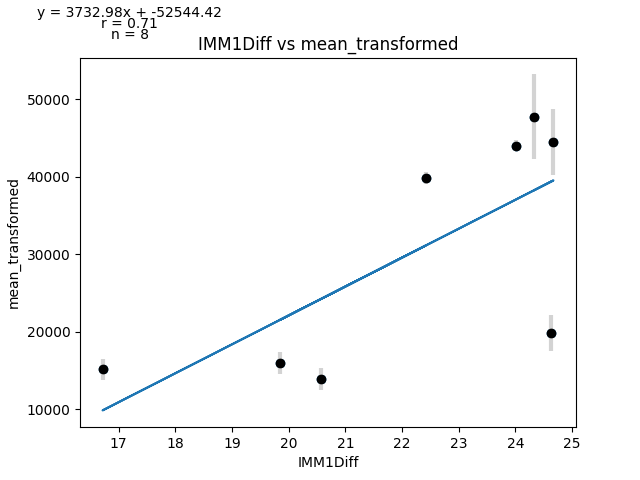 y = 3732.98x + -52544.42
r = 0.71
n = 8
IMM1Diff vs mean_transformed
50000
40000
30000
20000
10000
mean_transformed
17 18 19 20 21 22 23 24 25
IMM1Diff